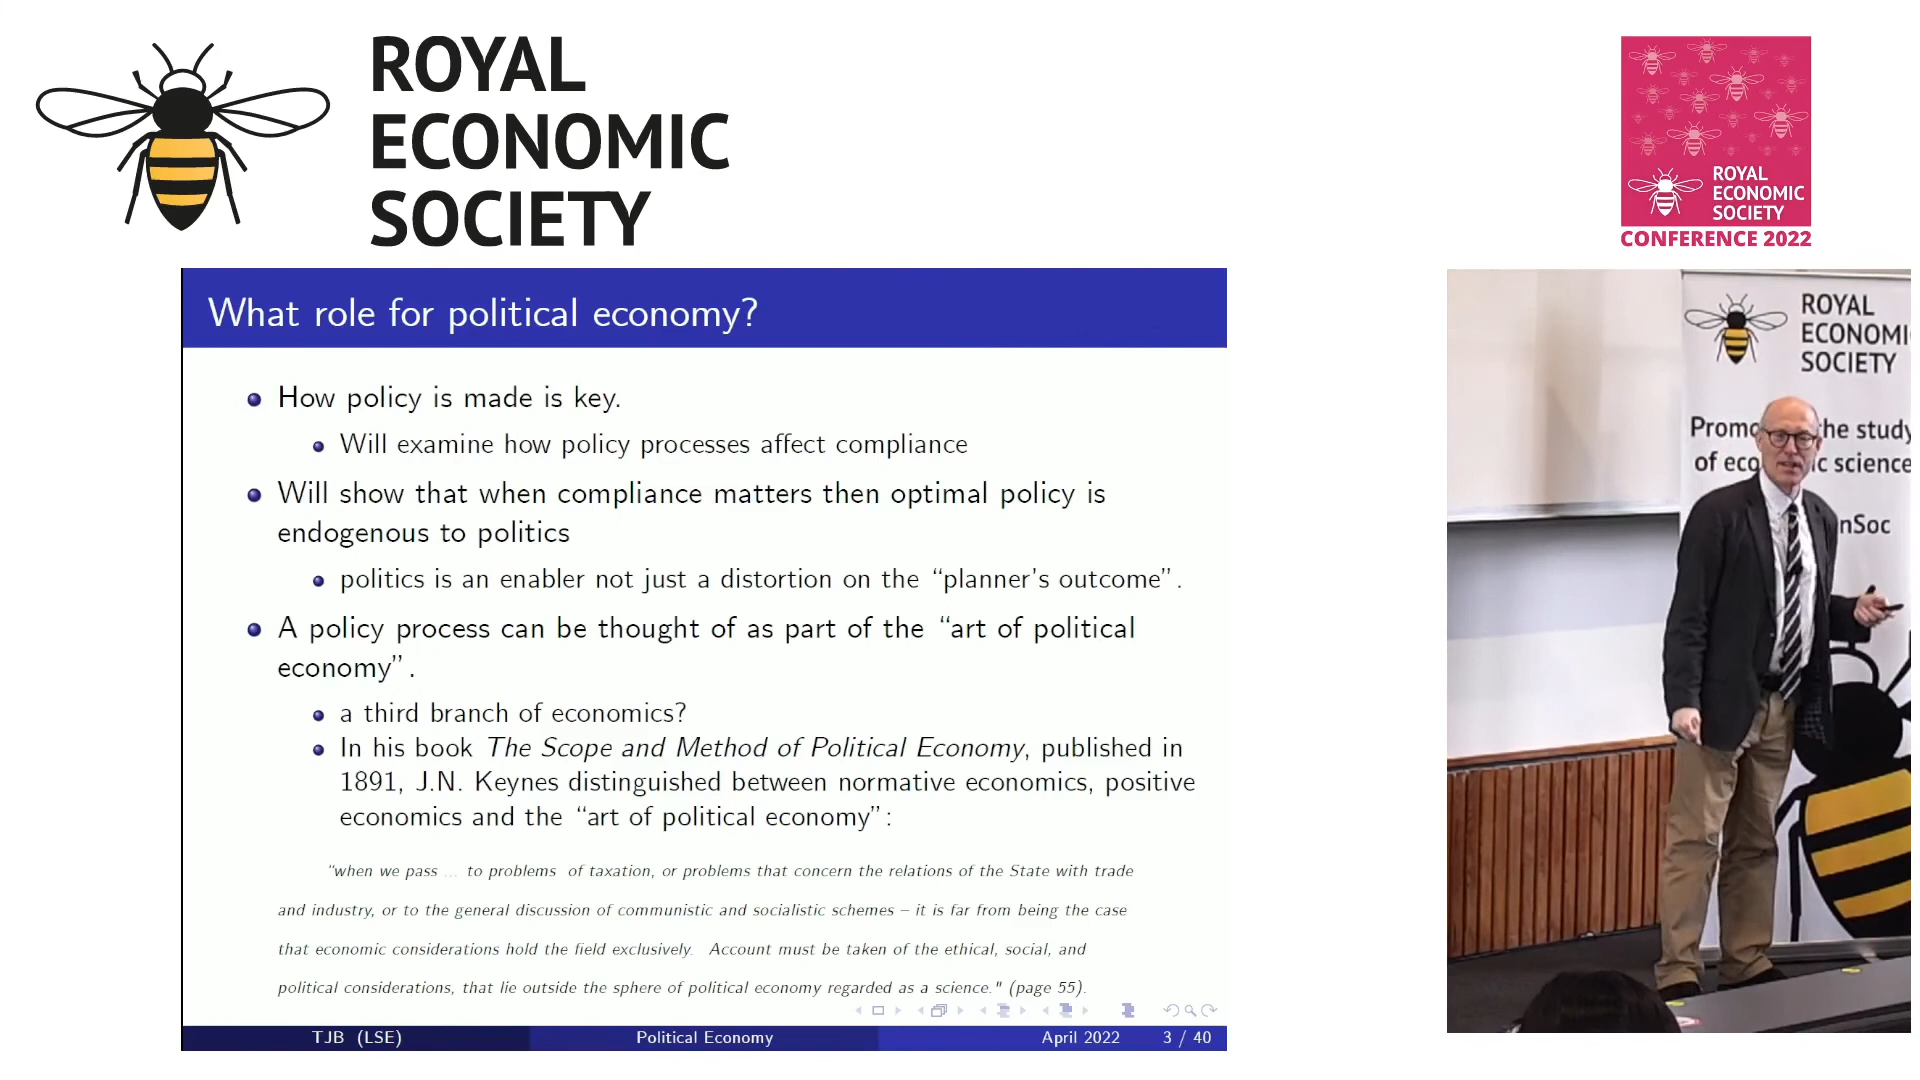 ROYAL
ECONOMIC
SOCIETY
ROYAL
ECONOMIC
SOCIETY
CONFERENCE 2022
What role for political economy?
How policy is made is key.
Will examine how policy processes affect compliance
Will show that when compliance matters then optimal policy is
endogenous to politics
politics is an enabler not just a distortion on the “planner's outcome”.
A policy process can be thought of as part of the “art of political
economy”.
a third branch of economics?
In his book The Scope and Method of Political Economy, published in
1891, J.N. Keynes distinguished between normative economics, positive
economics and the “art of political economy”:
“when we pass ... to problems of taxation, or problems that concern the relations of the State with trade
and industry, or to the general discussion of communistic and socialistic schemes – it is far from being the case
that economic considerations hold the field exclusively. Account must be taken of the ethical, social, and
political considerations, that lie outside the sphere of political economy regarded as a science." (page 55).
TJB (LSE)
Political Economy
April 2022
3 / 40
ROYAL
ECONOMI
SOCIETY
Promo he study
of eco ic science
nSoc